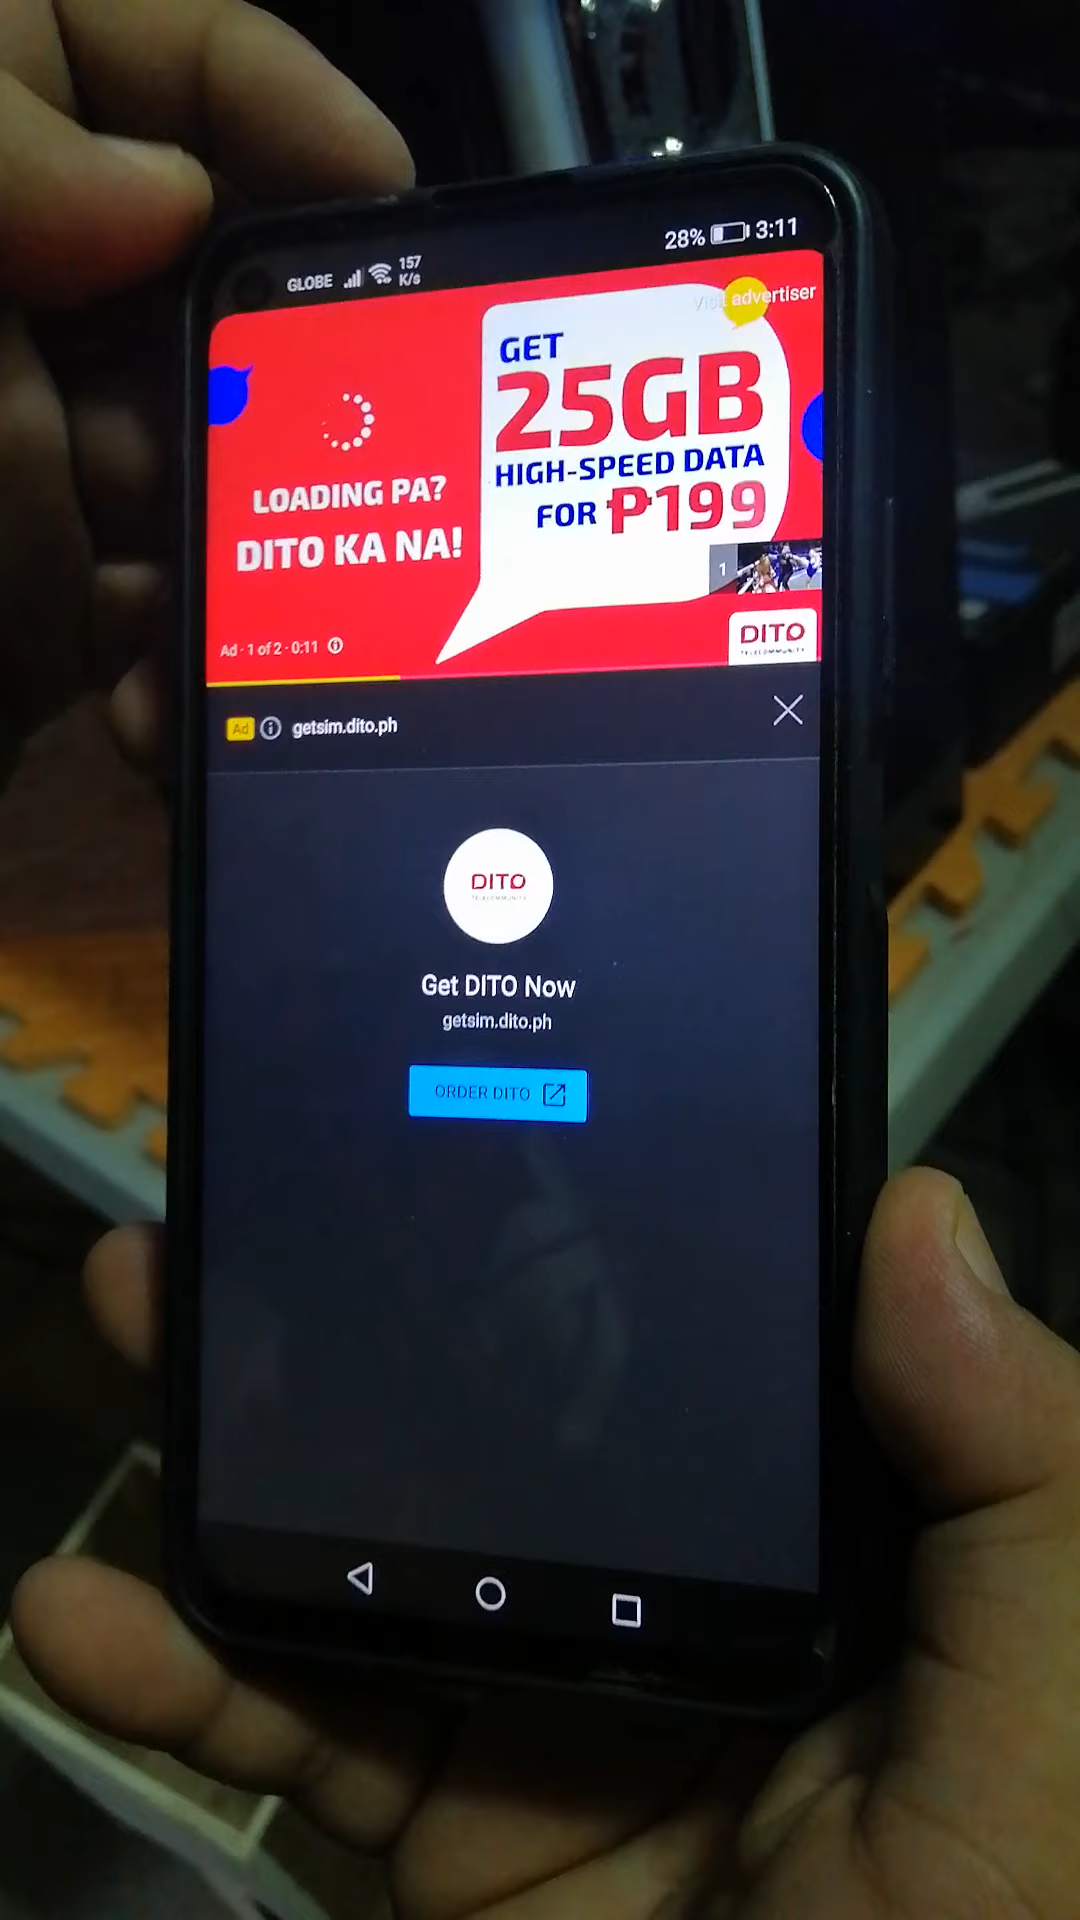 GLOBE 157 K/s 28% 3:11
Visit advertiser
GET
25GB
HIGH-SPEED DATA
FOR ₱199
LOADING PA?
DITO KA NA!
1
Ad · 1 of 2 · 0:11
DITO
TELECOMMUNITY
Ad getsim.dito.ph
DITO
TELECOMMUNITY
Get DITO Now
getsim.dito.ph
ORDER DITO